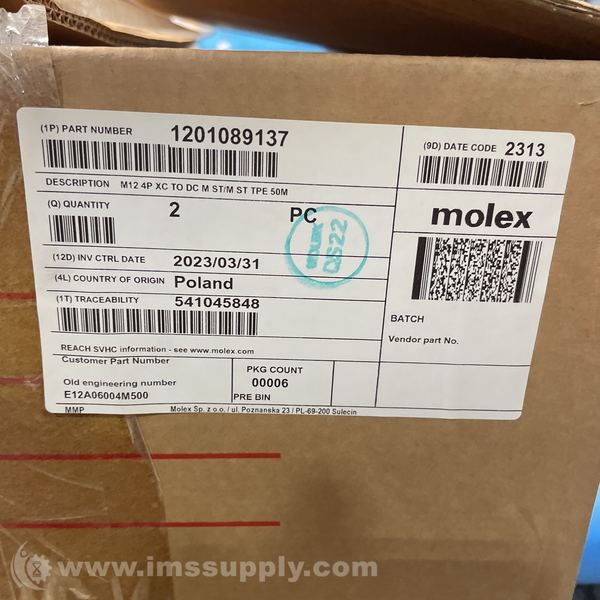 (1P) PART NUMBER 1201089137
(9D) DATE CODE 2313
DESCRIPTION M12 4P XC TO DC M ST/M ST TPE 50M
(Q) QUANTITY 2 PC
molex
MOLEX
DS22
(12D) INV CTRL DATE 2023/03/31
(4L) COUNTRY OF ORIGIN Poland
(1T) TRACEABILITY 541045848
BATCH
Vendor part No.
REACH SVHC information - see www.molex.com
Customer Part Number
PKG COUNT
00006
Old engineering number
E12A06004M500
PRE BIN
MMP Molex Sp. z o.o. / ul. Poznanska 23 / PL-69-200 Sulecin
www.imssupply.com